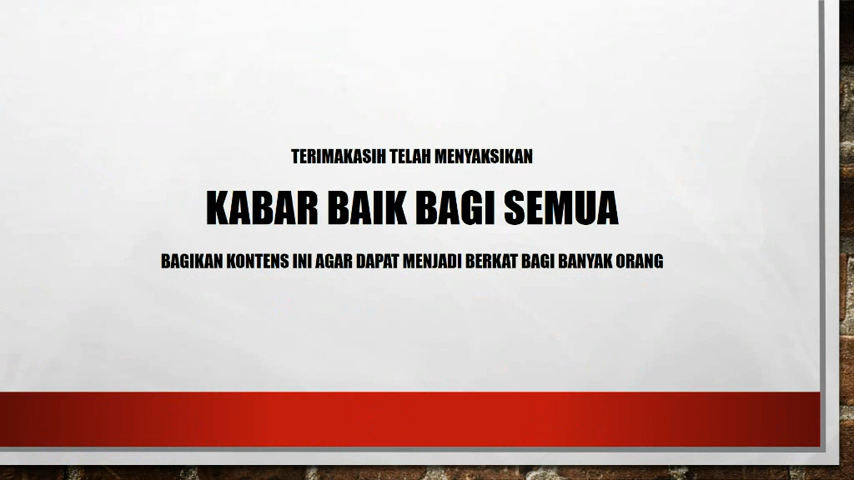 TERIMAKASIH TELAH MENYAKSIKAN
KABAR BAIK BAGI SEMUA
BAGIKAN KONTENS INI AGAR DAPAT MENJADI BERKAT BAGI BANYAK ORANG